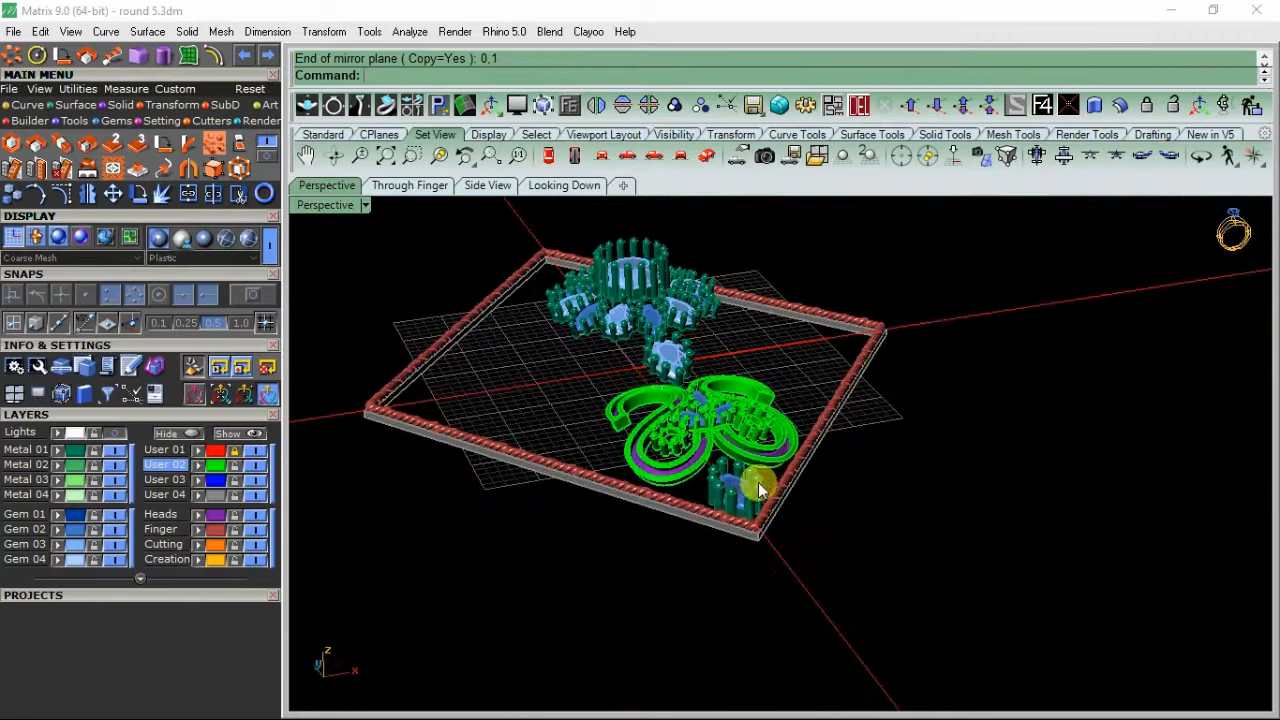 Matrix 9.0 (64-bit) - round 5.3dm
File Edit View Curve Surface Solid Mesh Dimension Transform Tools Analyze Render Rhino 5.0 Blend Clayoo Help
End of mirror plane ( Copy=Yes ): 0,1
Command:
MAIN MENU
File View Utilities Measure Custom Reset
Curve Surface Solid Transform SubD Art
Builder Tools Gems Setting Cutters Render
Standard CPlanes Set View Display Select Viewport Layout Visibility Transform Curve Tools Surface Tools Solid Tools Mesh Tools Render Tools Drafting New in V5
Perspective Through Finger Side View Looking Down
Perspective
DISPLAY
Coarse Mesh Plastic
SNAPS
0.1 0.25 0.5 1.0
INFO & SETTINGS
LAYERS
Lights Hide Show
Metal 01 User 01
Metal 02 User 02
Metal 03 User 03
Metal 04 User 04
Gem 01 Heads
Gem 02 Finger
Gem 03 Cutting
Gem 04 Creation
PROJECTS
z
y x